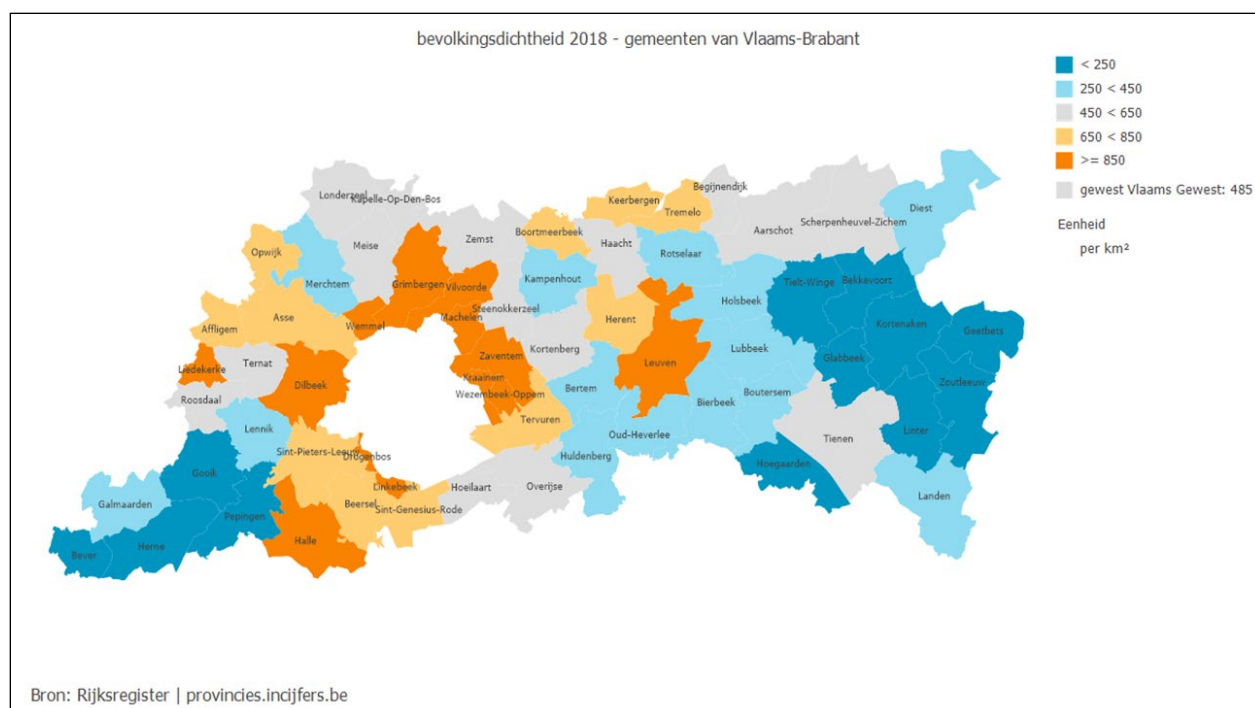 bevolkingsdichtheid 2018 - gemeenten van Vlaams-Brabant
< 250
250 < 450
450 < 650
650 < 850
>= 850
gewest Vlaams Gewest: 485
Eenheid
per km²
Londerzeel
Kapelle-Op-Den-Bos
Meise
Zemst
Boortmeerbeek
Keerbergen
Tremelo
Begijnendijk
Haacht
Aarschot
Scherpenheuvel-Zichem
Diest
Opwijk
Merchtem
Grimbergen
Vilvoorde
Kampenhout
Rotselaar
Tielt-Winge
Bekkevoort
Holsbeek
Kortenaken
Geetbets
Affligem
Asse
Wemmel
Machelen
Steenokkerzeel
Herent
Liedekerke
Ternat
Dilbeek
Zaventem
Kortenberg
Leuven
Lubbeek
Glabbeek
Zoutleeuw
Kraainem
Wezembeek-Oppem
Bertem
Bierbeek
Boutersem
Roosdaal
Lennik
Tervuren
Oud-Heverlee
Tienen
Linter
Sint-Pieters-Leeuw
Drogenbos
Huldenberg
Hoegaarden
Gooik
Linkebeek
Hoeilaart
Overijse
Landen
Galmaarden
Pepingen
Beersel
Sint-Genesius-Rode
Bever
Herne
Halle
Bron: Rijksregister | provincies.incijfers.be